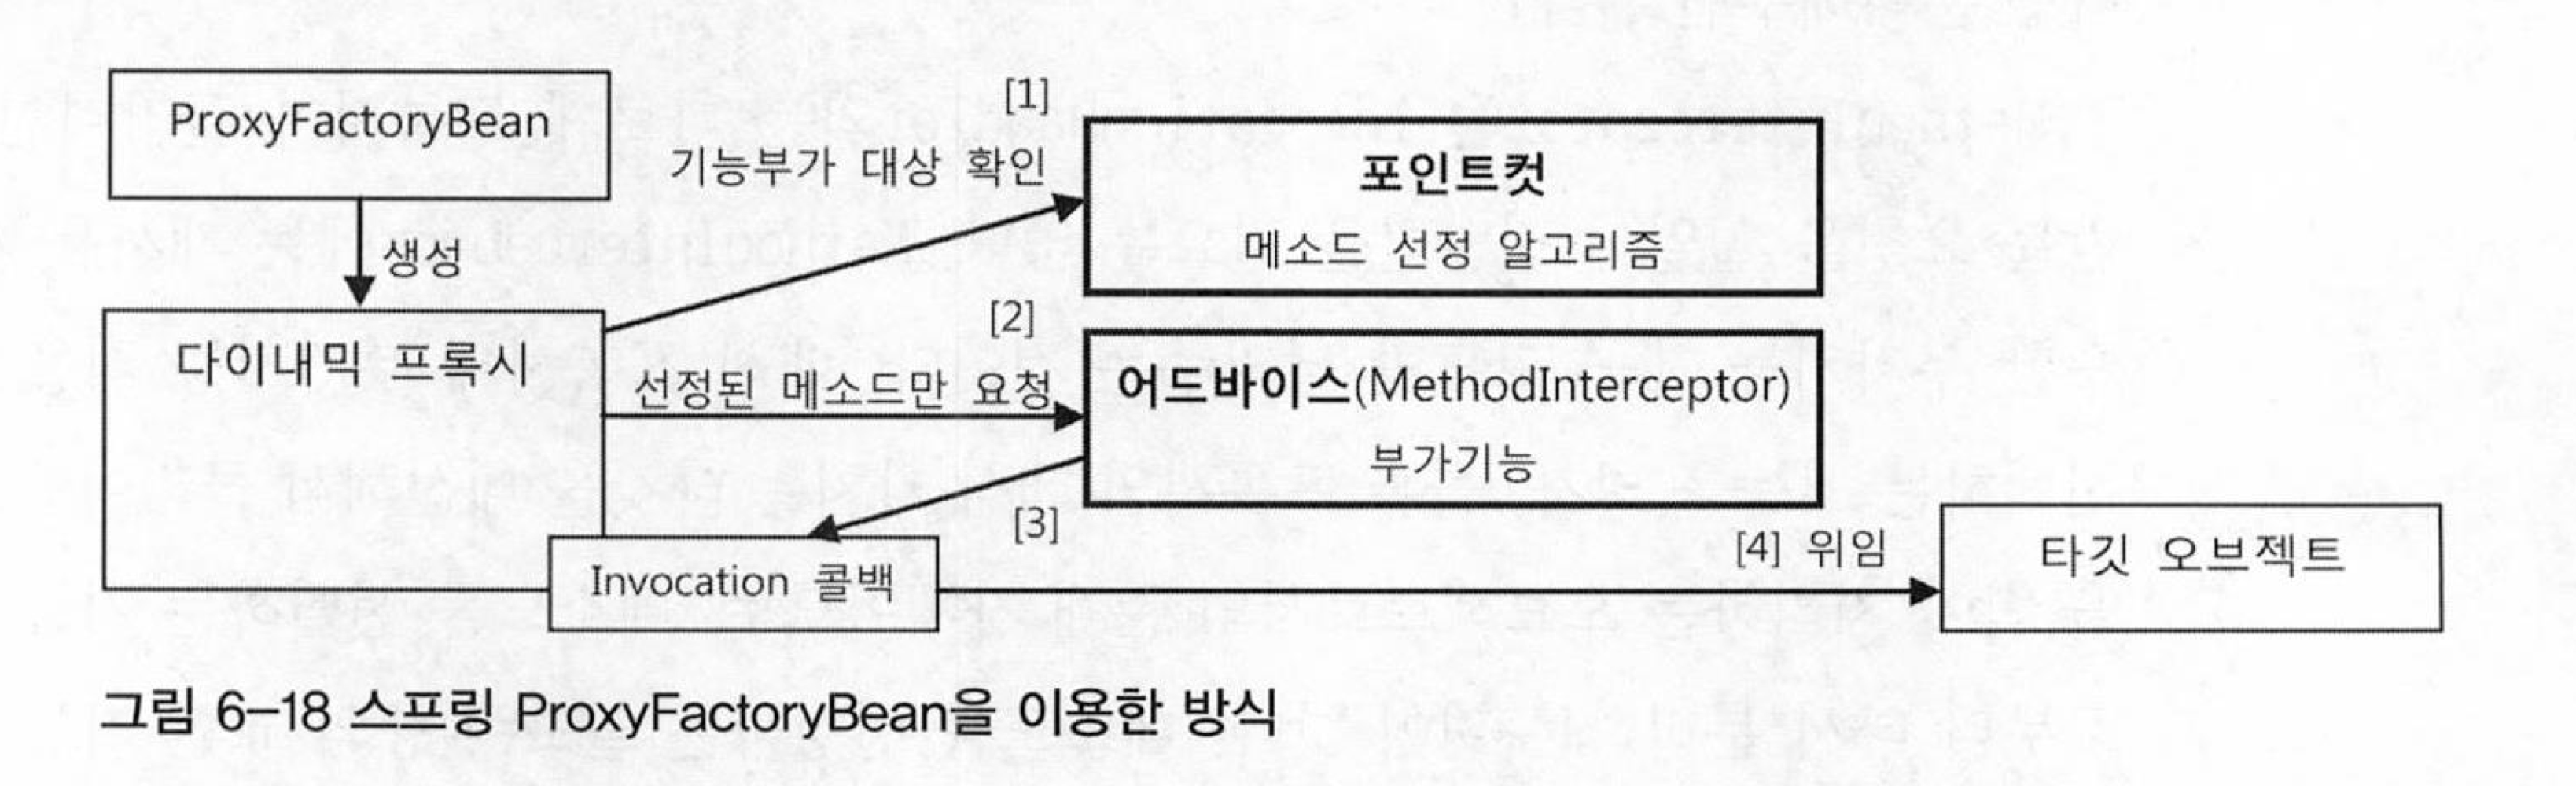 ProxyFactoryBean
생성
다이내믹 프록시
[1]
기능부가 대상 확인
포인트컷
메소드 선정 알고리즘
[2]
선정된 메소드만 요청
어드바이스(MethodInterceptor)
부가기능
[3]
Invocation 콜백
[4] 위임
타깃 오브젝트
그림 6-18 스프링 ProxyFactoryBean을 이용한 방식